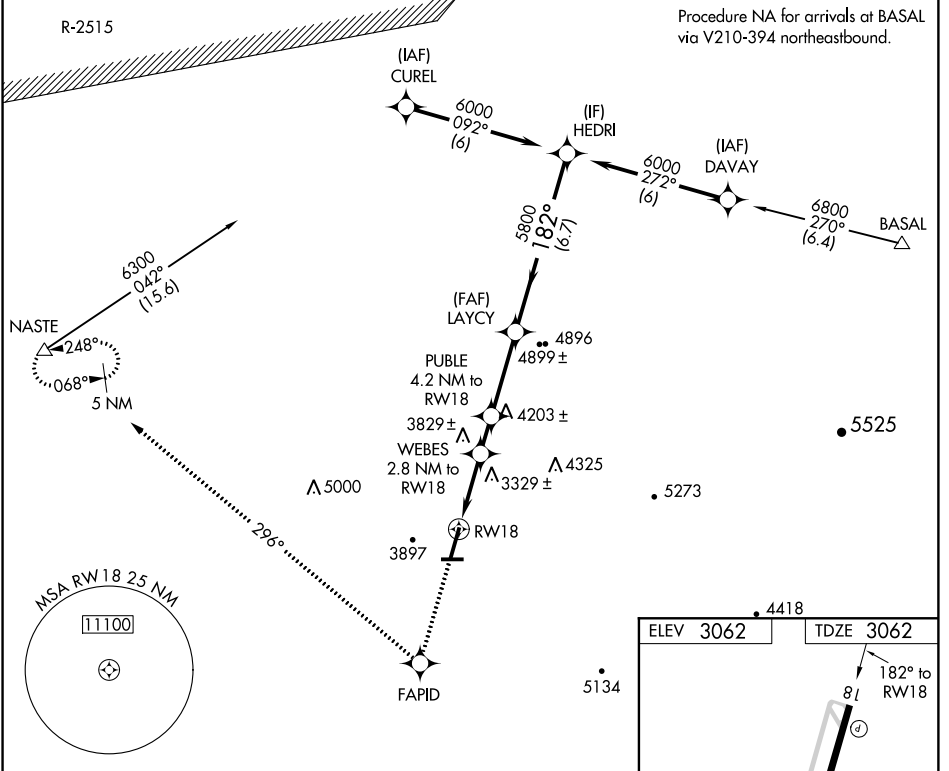 R-2515
Procedure NA for arrivals at BASAL
via V210-394 northeastbound.
(IAF)
CUREL
6000
092°
(6)
(IF)
HEDRI
6000
272°
(6)
(IAF)
DAVAY
6800
270°
(6.4)
BASAL
5800
182°
(6.7)
6300
042°
(15.6)
NASTE
248°
068°
5 NM
(FAF)
LAYCY
4896
4899 ±
PUBLE
4.2 NM to
RW18
4203 ±
3829 ±
WEBES
2.8 NM to
RW18
3329 ±
4325
5525
5273
5000
RW18
3897
296°
MSA RW18 25 NM
11100
FAPID
5134
4418
ELEV 3062
TDZE 3062
182° to
RW18
18
P